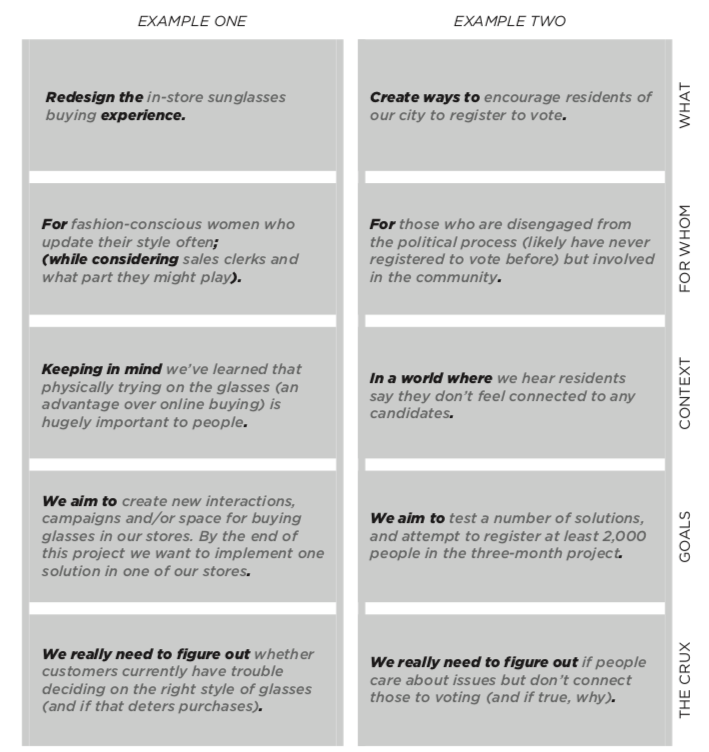 EXAMPLE ONE
Redesign the in-store sunglasses
buying experience.
For fashion-conscious women who
update their style often;
(while considering sales clerks and
what part they might play).
Keeping in mind we’ve learned that
physically trying on the glasses (an
advantage over online buying) is
hugely important to people.
We aim to create new interactions,
campaigns and/or space for buying
glasses in our stores. By the end of
this project we want to implement one
solution in one of our stores.
We really need to figure out whether
customers currently have trouble
deciding on the right style of glasses
(and if that deters purchases).
EXAMPLE TWO
Create ways to encourage residents of
our city to register to vote.
For those who are disengaged from
the political process (likely have never
registered to vote before) but involved
in the community.
In a world where we hear residents
say they don’t feel connected to any
candidates.
We aim to test a number of solutions,
and attempt to register at least 2,000
people in the three-month project.
We really need to figure out if people
care about issues but don’t connect
those to voting (and if true, why).
WHAT
FOR WHOM
CONTEXT
GOALS
THE CRUX